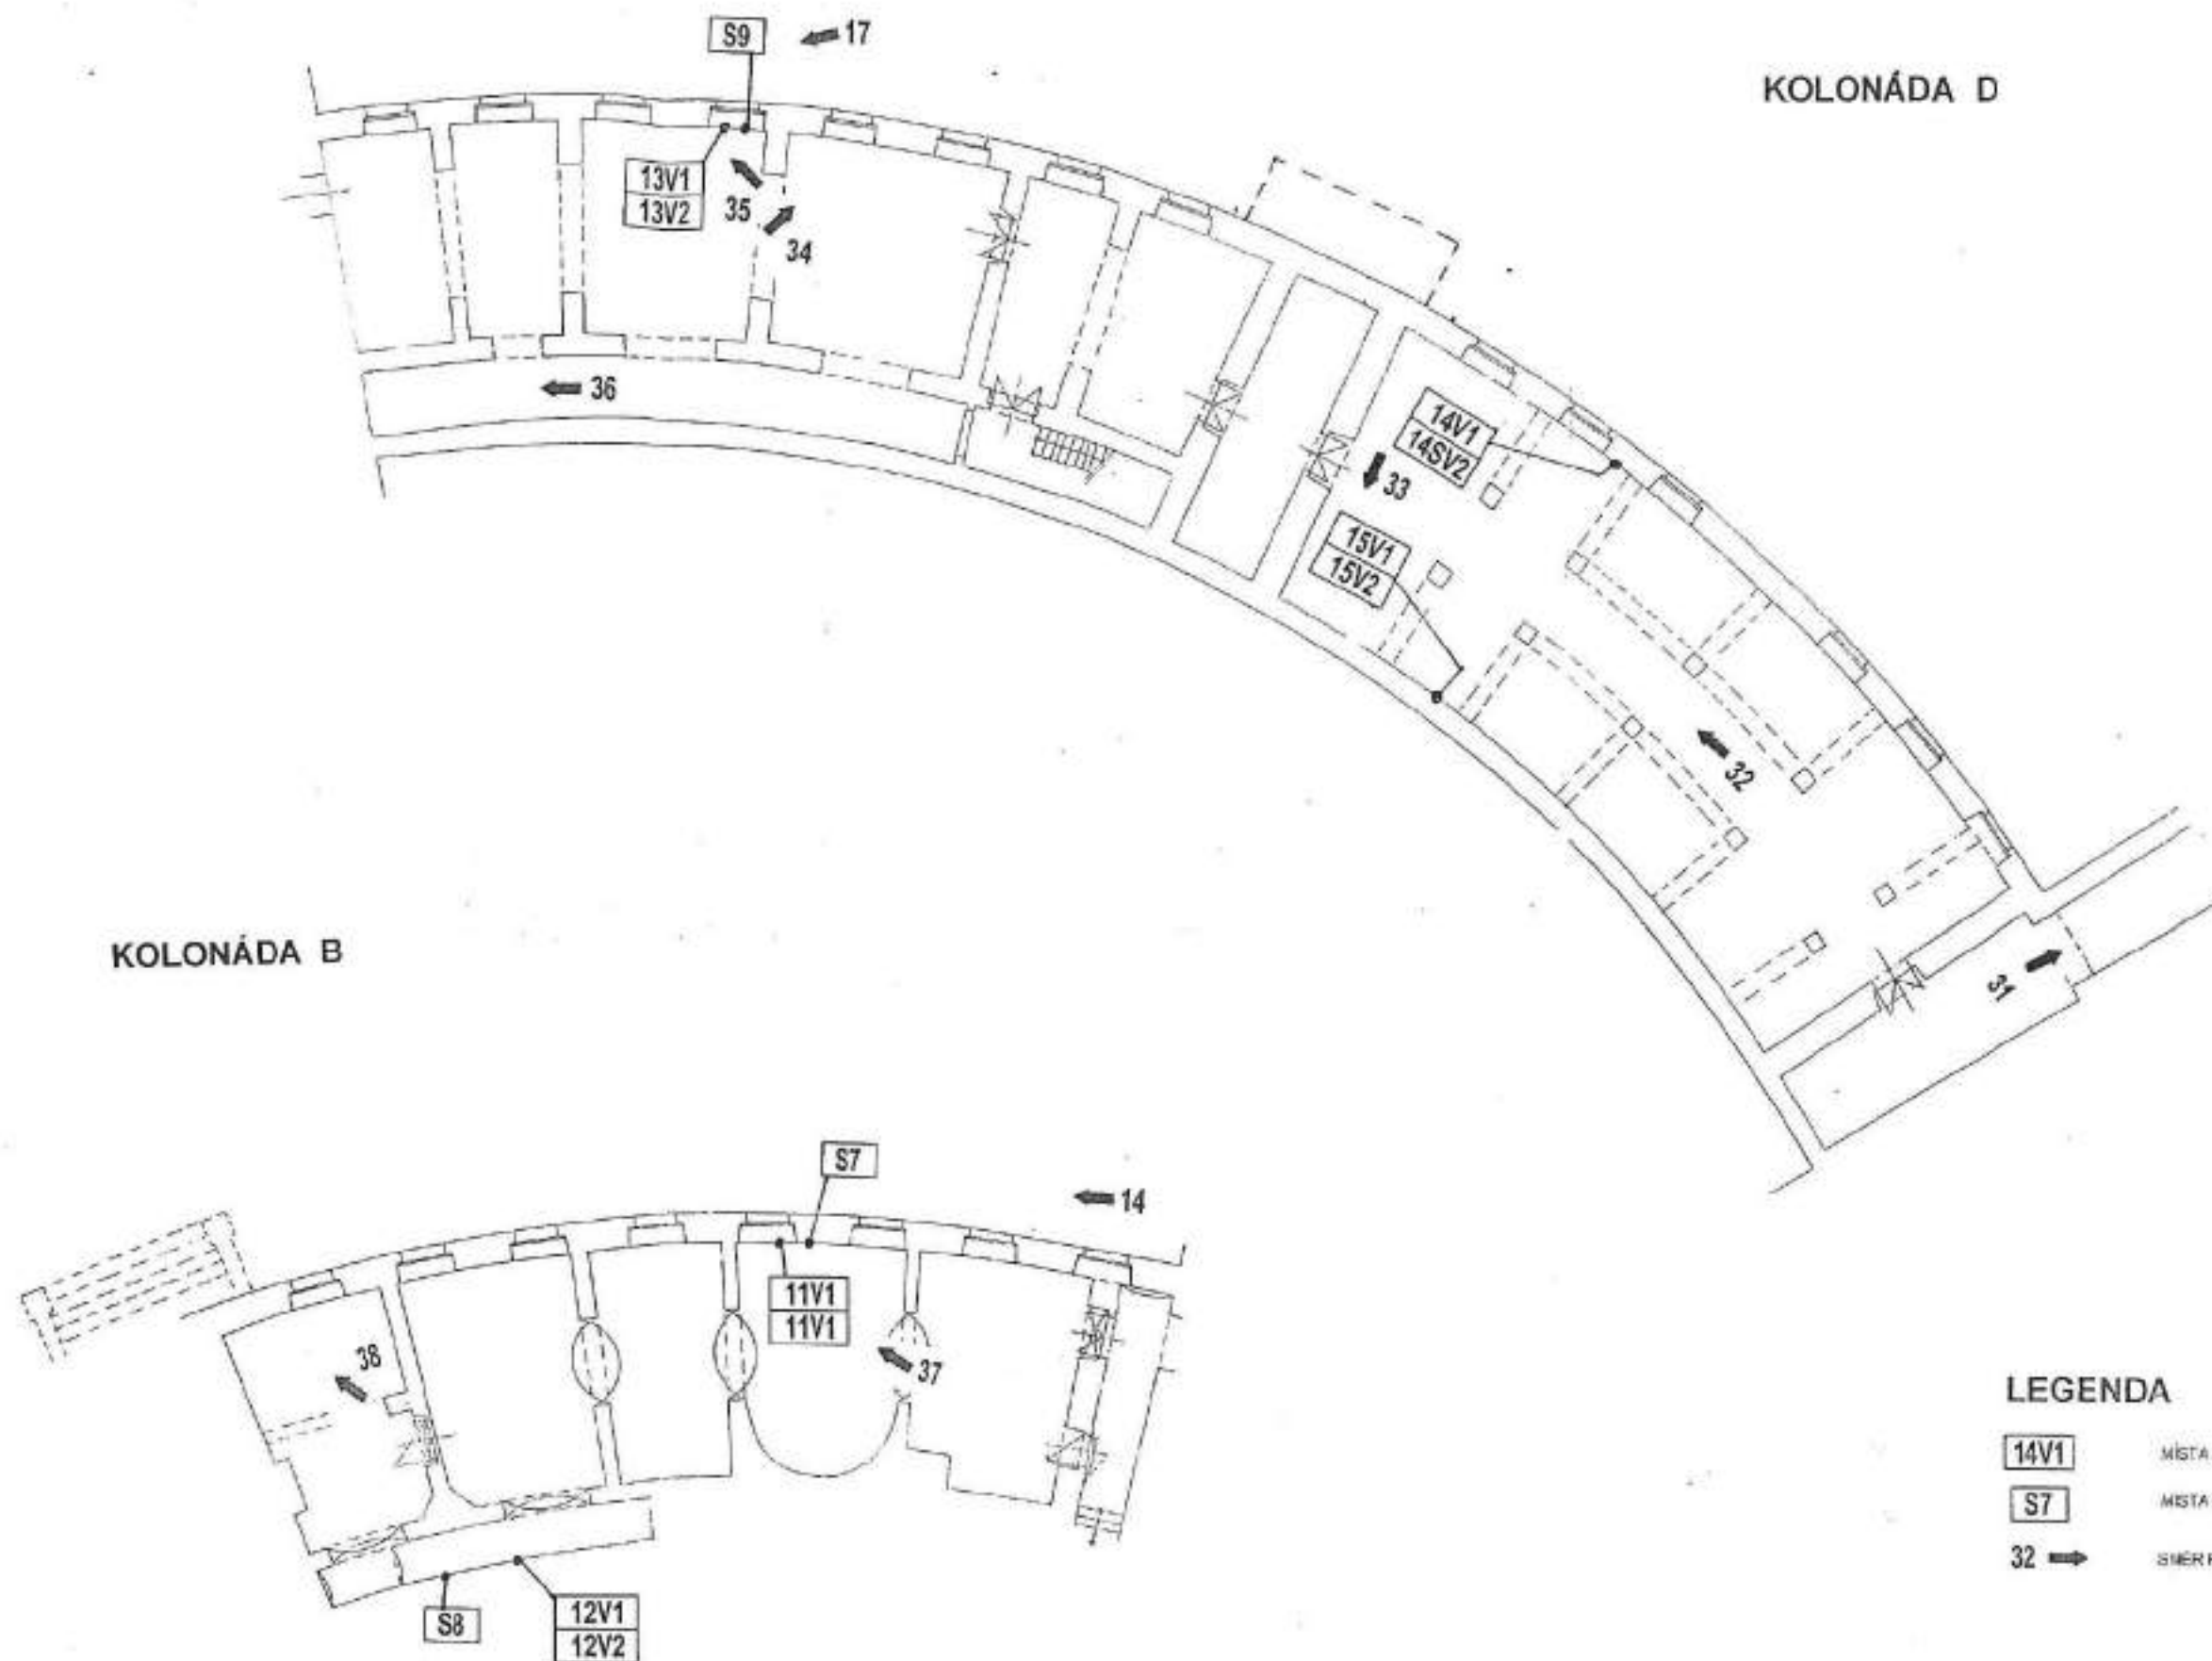 S9
17
KOLONÁDA D
13V1
13V2
35
34
36
14V1
14SV2
33
15V1
15V2
32
31
KOLONÁDA B
S7
14
11V1
11V1
37
38
S8
12V1
12V2
LEGENDA
14V1 MÍSTA
S7 MÍSTA
32 SMĚR